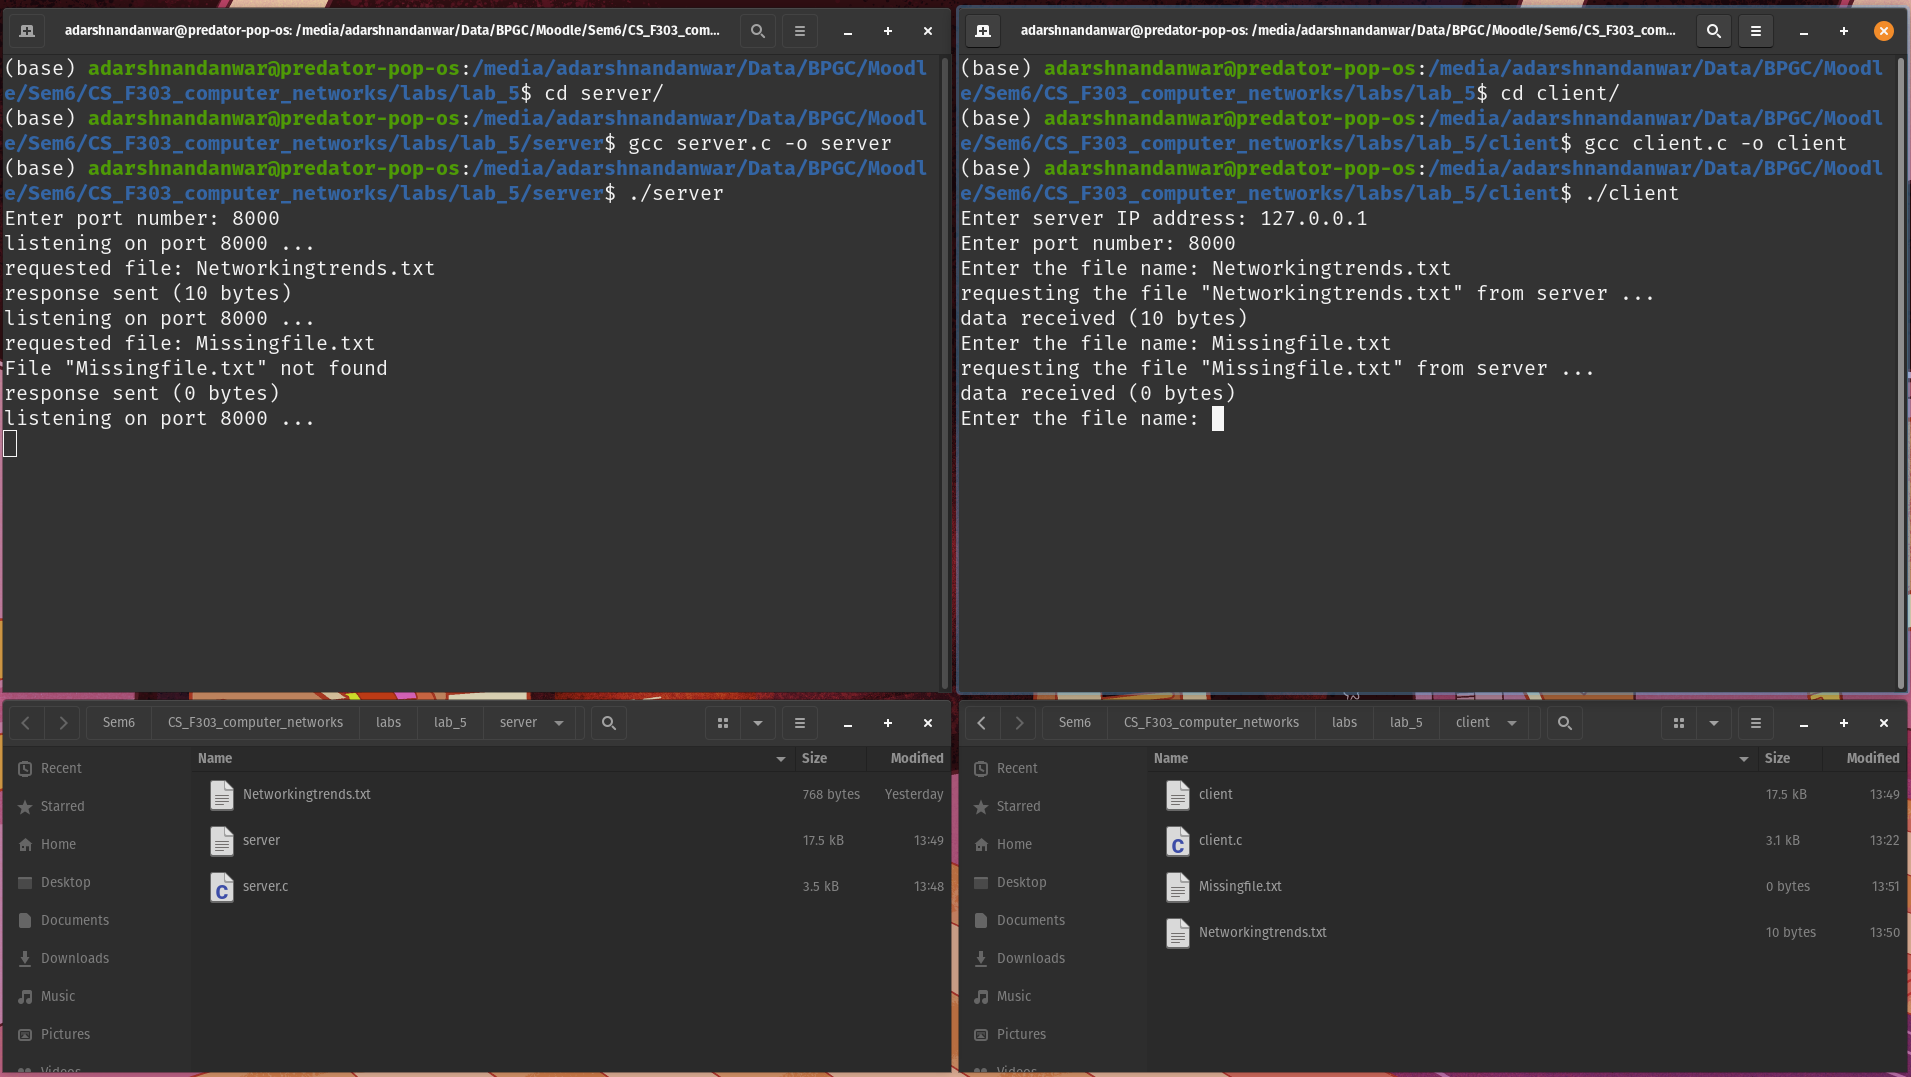 adarshnandanwar@predator-pop-os: /media/adarshnandanwar/Data/BPGC/Moodle/Sem6/CS_F303_com...
(base) adarshnandanwar@predator-pop-os:/media/adarshnandanwar/Data/BPGC/Moodl
e/Sem6/CS_F303_computer_networks/labs/lab_5$ cd server/
(base) adarshnandanwar@predator-pop-os:/media/adarshnandanwar/Data/BPGC/Moodl
e/Sem6/CS_F303_computer_networks/labs/lab_5/server$ gcc server.c -o server
(base) adarshnandanwar@predator-pop-os:/media/adarshnandanwar/Data/BPGC/Moodl
e/Sem6/CS_F303_computer_networks/labs/lab_5/server$ ./server
Enter port number: 8000
listening on port 8000 ...
requested file: Networkingtrends.txt
response sent (10 bytes)
listening on port 8000 ...
requested file: Missingfile.txt
File "Missingfile.txt" not found
response sent (0 bytes)
listening on port 8000 ...
adarshnandanwar@predator-pop-os: /media/adarshnandanwar/Data/BPGC/Moodle/Sem6/CS_F303_com...
(base) adarshnandanwar@predator-pop-os:/media/adarshnandanwar/Data/BPGC/Moodl
e/Sem6/CS_F303_computer_networks/labs/lab_5$ cd client/
(base) adarshnandanwar@predator-pop-os:/media/adarshnandanwar/Data/BPGC/Moodl
e/Sem6/CS_F303_computer_networks/labs/lab_5/client$ gcc client.c -o client
(base) adarshnandanwar@predator-pop-os:/media/adarshnandanwar/Data/BPGC/Moodl
e/Sem6/CS_F303_computer_networks/labs/lab_5/client$ ./client
Enter server IP address: 127.0.0.1
Enter port number: 8000
Enter the file name: Networkingtrends.txt
requesting the file "Networkingtrends.txt" from server ...
data received (10 bytes)
Enter the file name: Missingfile.txt
requesting the file "Missingfile.txt" from server ...
data received (0 bytes)
Enter the file name:
Sem6 CS_F303_computer_networks labs lab_5 server
Name Size Modified
Recent
Starred
Home
Desktop
Documents
Downloads
Music
Pictures
Videos
Networkingtrends.txt 768 bytes Yesterday
server 17.5 kB 13:49
server.c 3.5 kB 13:48
Sem6 CS_F303_computer_networks labs lab_5 client
Name Size Modified
Recent
Starred
Home
Desktop
Documents
Downloads
Music
Pictures
Videos
client 17.5 kB 13:49
client.c 3.1 kB 13:22
Missingfile.txt 0 bytes 13:51
Networkingtrends.txt 10 bytes 13:50